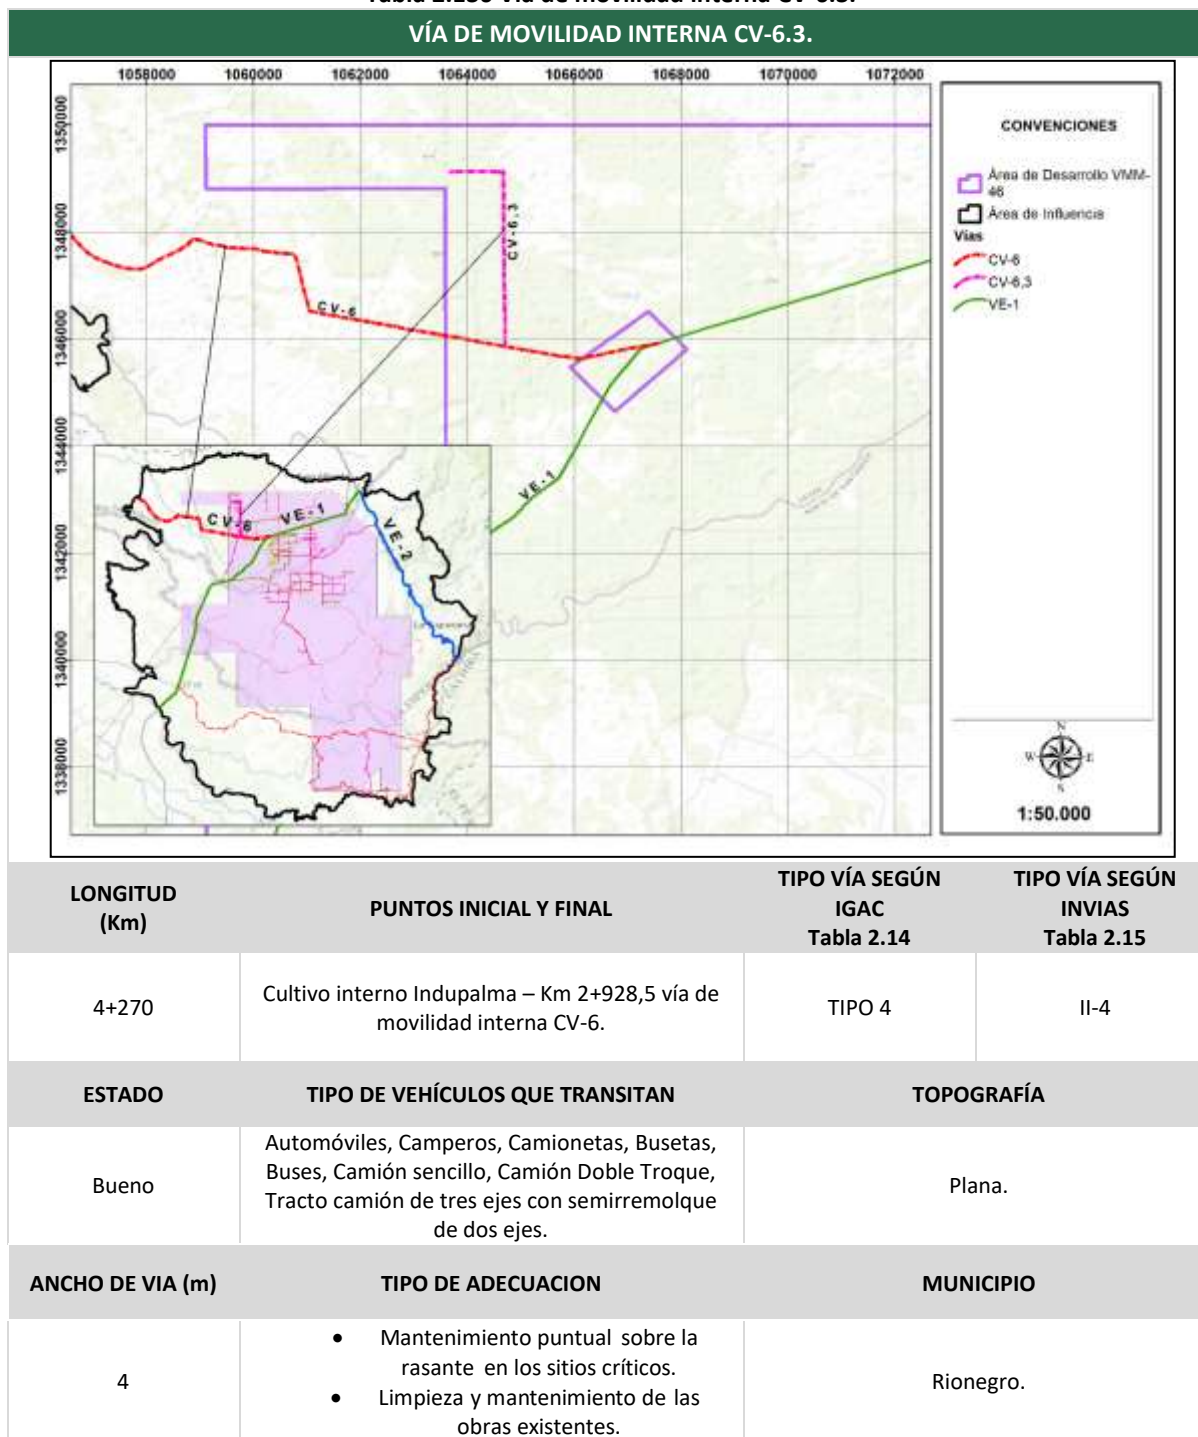 VÍA DE MOVILIDAD INTERNA CV-6.3.
1058000 1060000 1062000 1064000 1066000 1068000 1070000 1072000
1350000
1348000
1346000
1344000
1342000
1340000
1338000
CV-6,3
CV-6
VE-1
CV-6
VE-1
VE-2
CONVENCIONES
Área de Desarrollo VMM-
46
Área de Influencia
Vías
CV-6
CV-6,3
VE-1
N
W E
S
1:50.000
LONGITUD
(Km)
PUNTOS INICIAL Y FINAL
TIPO VÍA SEGÚN
IGAC
Tabla 2.14
TIPO VÍA SEGÚN
INVIAS
Tabla 2.15
4+270
Cultivo interno Indupalma – Km 2+928,5 vía de
movilidad interna CV-6.
TIPO 4
II-4
ESTADO
TIPO DE VEHÍCULOS QUE TRANSITAN
TOPOGRAFÍA
Bueno
Automóviles, Camperos, Camionetas, Busetas,
Buses, Camión sencillo, Camión Doble Troque,
Tracto camión de tres ejes con semirremolque
de dos ejes.
Plana.
ANCHO DE VIA (m)
TIPO DE ADECUACION
MUNICIPIO
4
• Mantenimiento puntual sobre la
rasante en los sitios críticos.
• Limpieza y mantenimiento de las
obras existentes.
Rionegro.